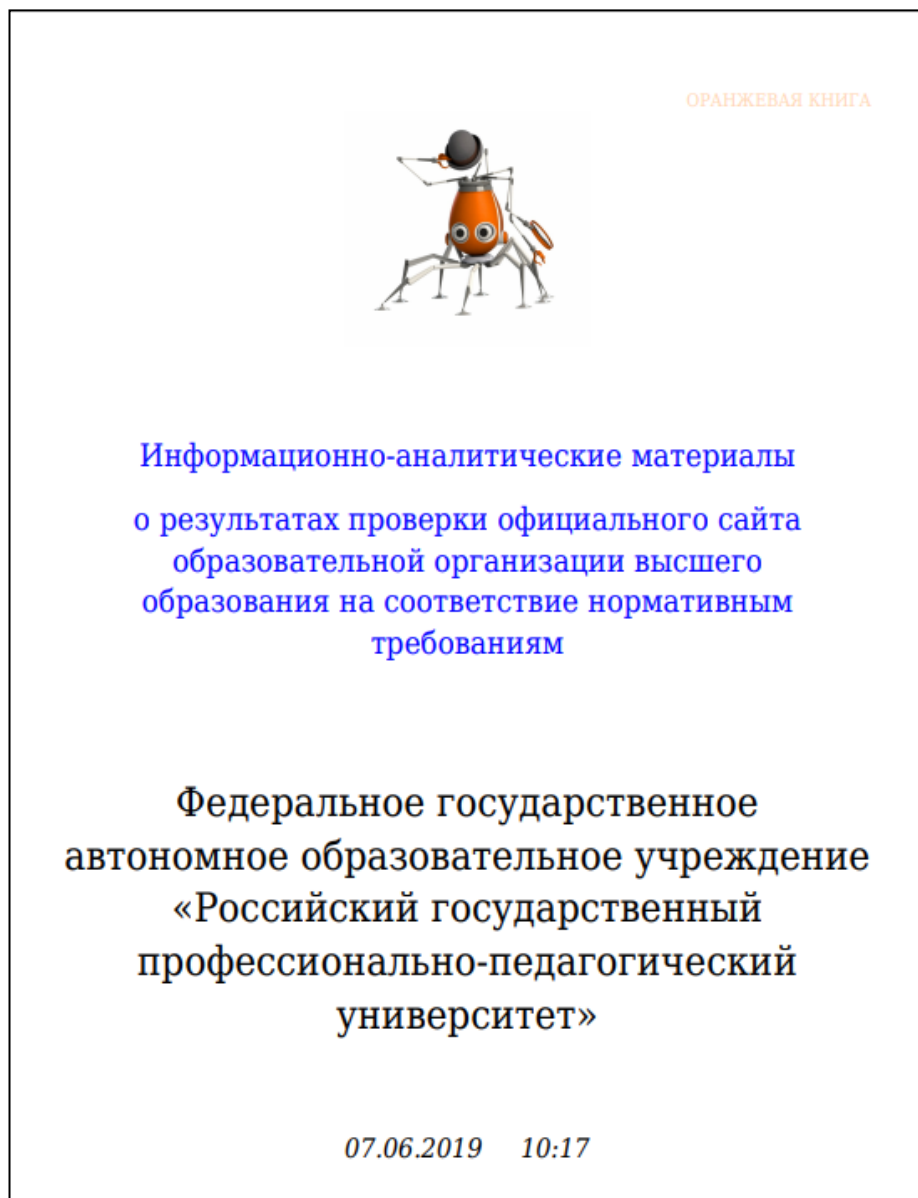 ОРАНЖЕВАЯ КНИГА
Информационно-аналитические материалы
о результатах проверки официального сайта
образовательной организации высшего
образования на соответствие нормативным
требованиям
Федеральное государственное
автономное образовательное учреждение
«Российский государственный
профессионально-педагогический
университет»
07.06.2019 10:17